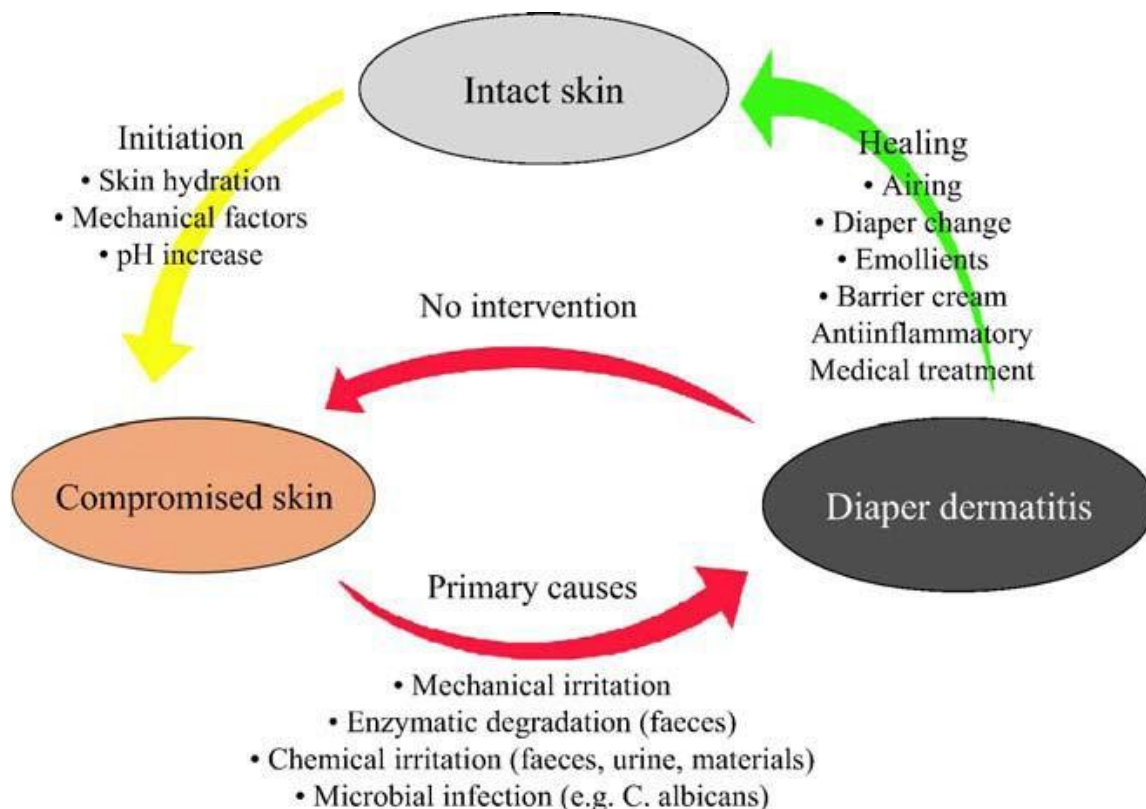 Intact skin
Initiation
• Skin hydration
• Mechanical factors
• pH increase
Healing
• Airing
• Diaper change
• Emollients
• Barrier cream
Antiinflammatory
Medical treatment
No intervention
Compromised skin
Diaper dermatitis
Primary causes
• Mechanical irritation
• Enzymatic degradation (faeces)
• Chemical irritation (faeces, urine, materials)
• Microbial infection (e.g. C. albicans)